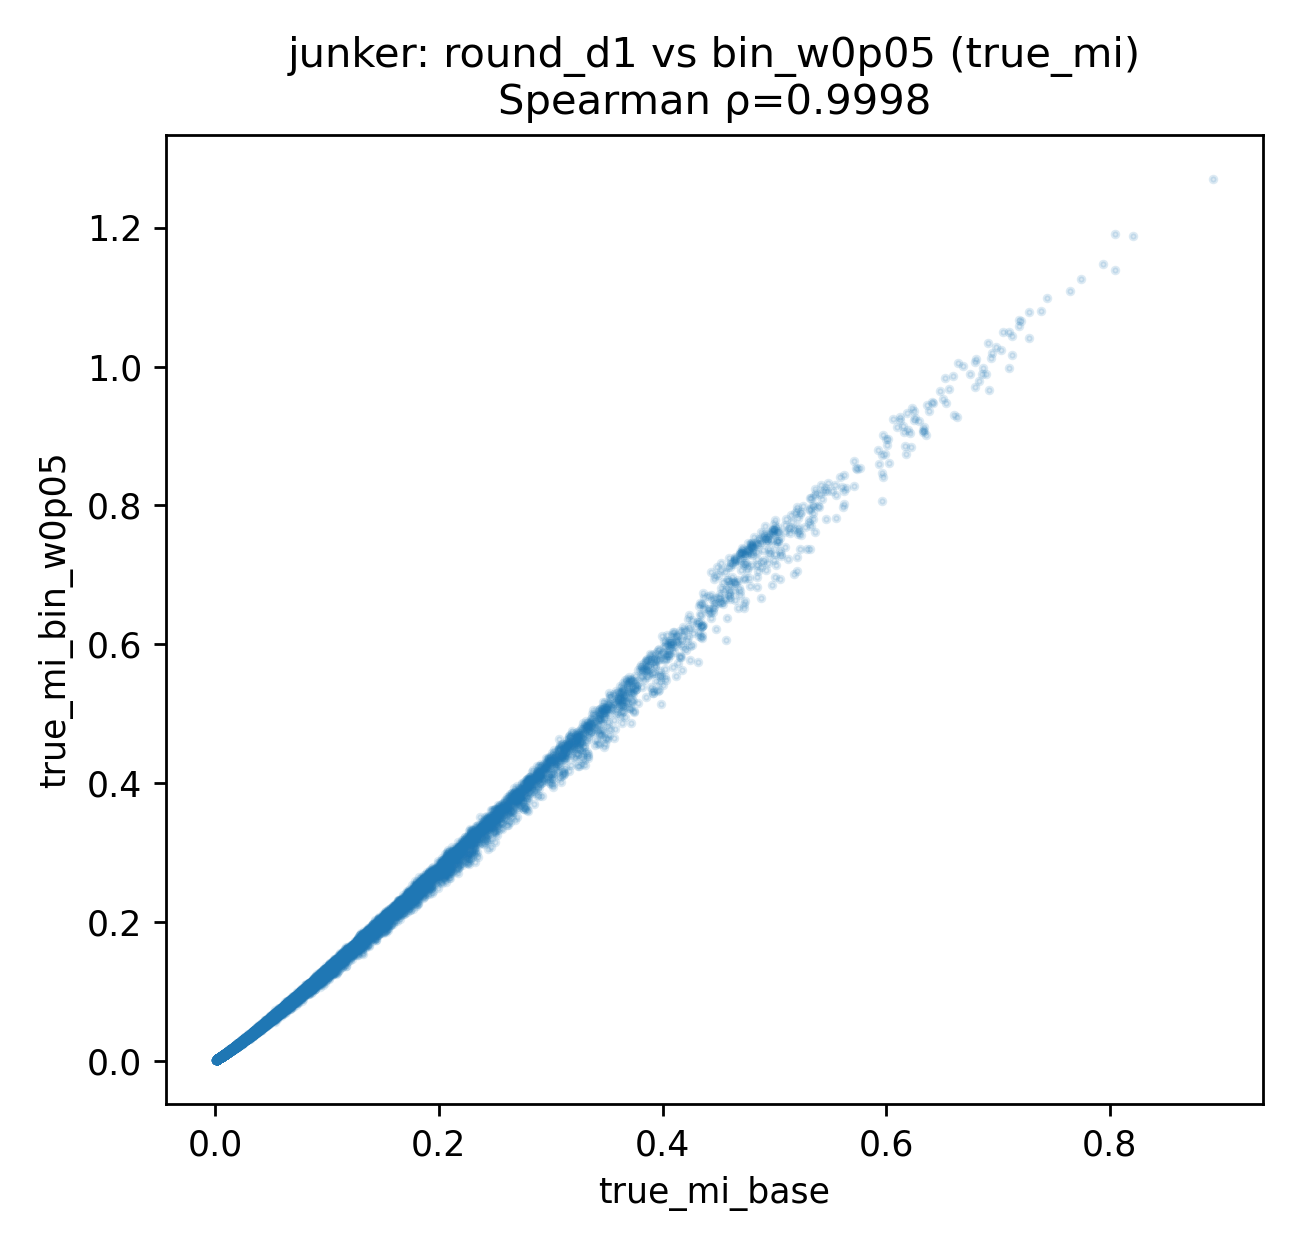 junker: round_d1 vs bin_w0p05 (true_mi)
Spearman ρ=0.9998
true_mi_bin_w0p05
1.2
1.0
0.8
0.6
0.4
0.2
0.0
0.0 0.2 0.4 0.6 0.8
true_mi_base